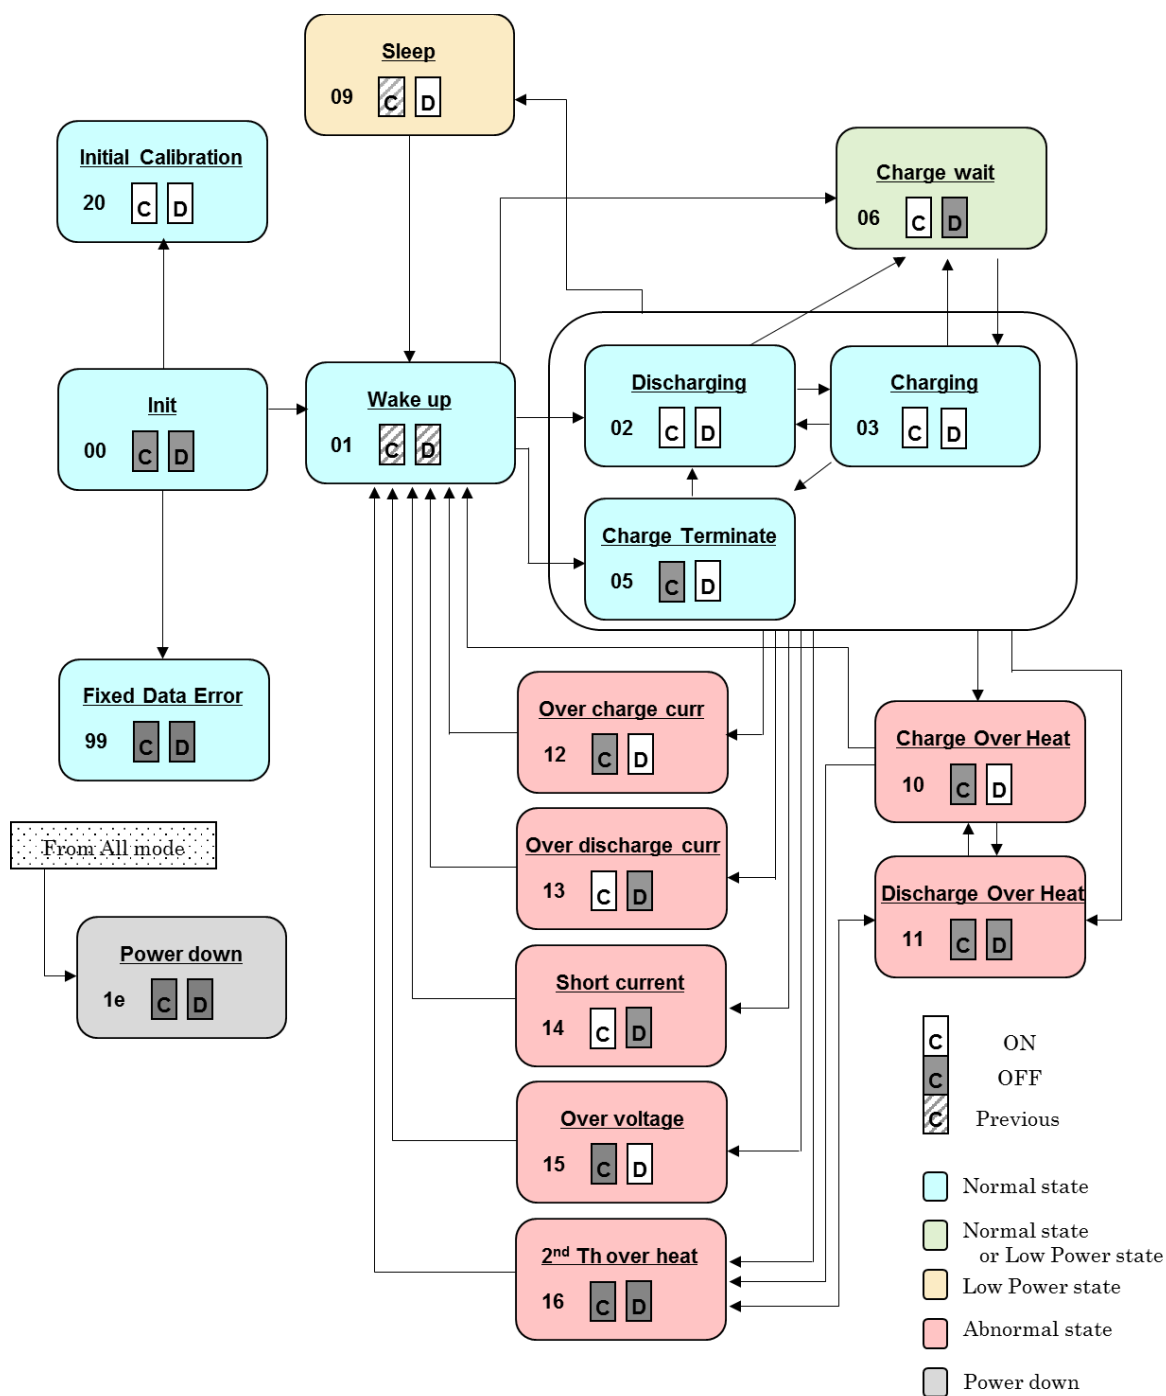 Sleep
09 C D
Initial Calibration
20 C D
Charge wait
06 C D
Init
00 C D
Wake up
01 C D
Discharging
02 C D
Charging
03 C D
Charge Terminate
05 C D
Fixed Data Error
99 C D
Over charge curr
12 C D
Charge Over Heat
10 C D
From All mode
Over discharge curr
13 C D
Discharge Over Heat
11 C D
Power down
1e C D
Short current
14 C D
Over voltage
15 C D
2nd Th over heat
16 C D
C ON
C OFF
C Previous
Normal state
Normal state
or Low Power state
Low Power state
Abnormal state
Power down